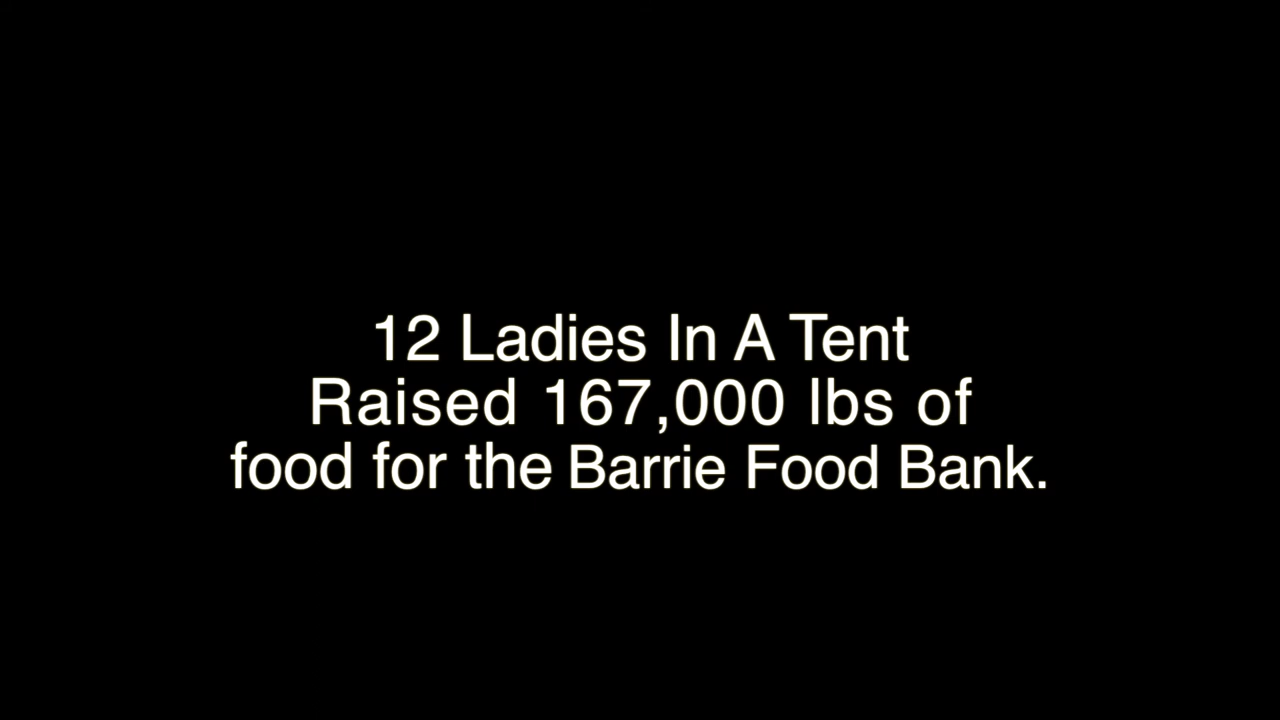 12 Ladies In A Tent
Raised 167,000 lbs of
food for the Barrie Food Bank.